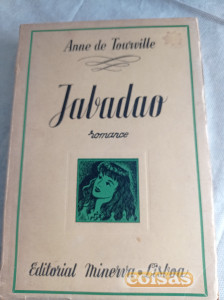 Anne de Tourville
Jabadao
romance
Editorial Minerva - Lisboa
coisas